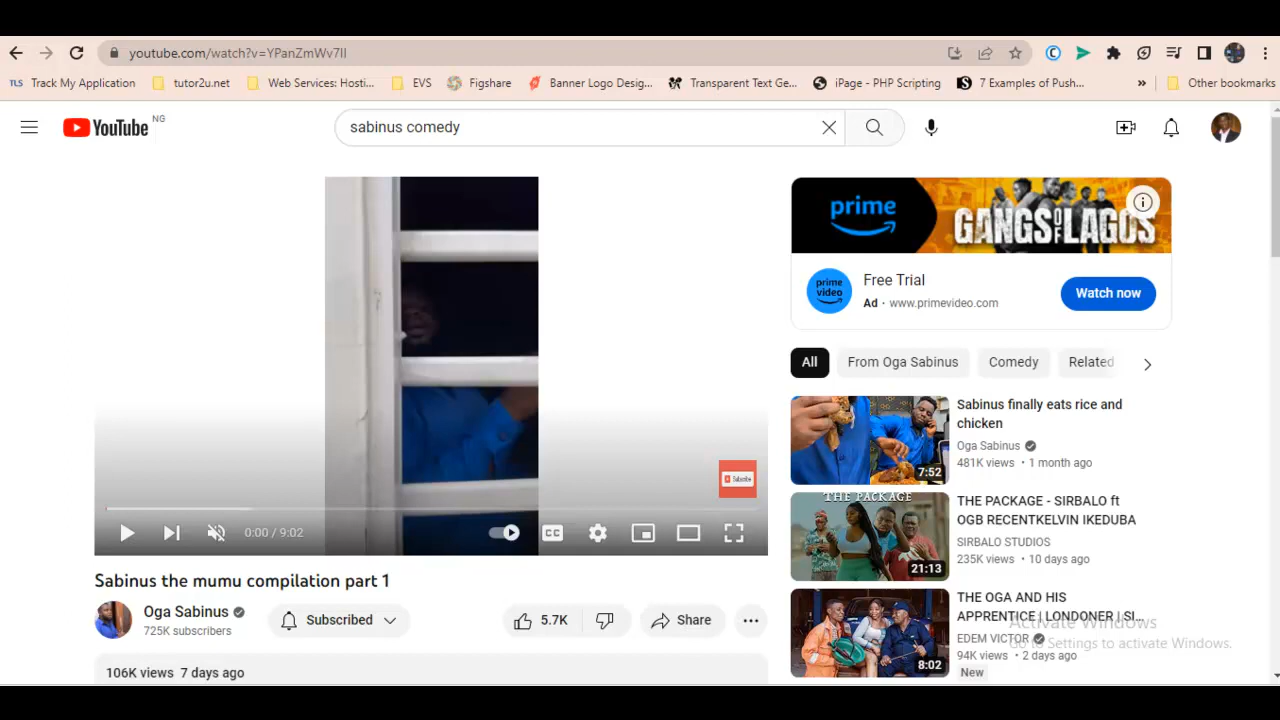 youtube.com/watch?v=YPanZmWv7lI
TLS Track My Application
tutor2u.net
Web Services: Hosti...
EVS
Figshare
Banner Logo Desig...
Transparent Text Ge...
iPage - PHP Scripting
7 Examples of Push...
»
Other bookmarks
YouTube NG
sabinus comedy
prime
GANGS OF LAGOS
prime video
Free Trial
Ad · www.primevideo.com
Watch now
All
From Oga Sabinus
Comedy
Related
Subscribe
0:00 / 9:02
CC
Sabinus the mumu compilation part 1
Oga Sabinus
725K subscribers
Subscribed
5.7K
Share
106K views 7 days ago
7:52
Sabinus finally eats rice and
chicken
Oga Sabinus
481K views • 1 month ago
THE PACKAGE
21:13
THE PACKAGE - SIRBALO ft
OGB RECENTKELVIN IKEDUBA
SIRBALO STUDIOS
235K views • 10 days ago
8:02
THE OGA AND HIS
APPRENTICE | LONDONER | SI...
EDEM VICTOR
94K views • 2 days ago
New
Activate Windows
Go to Settings to activate Windows.